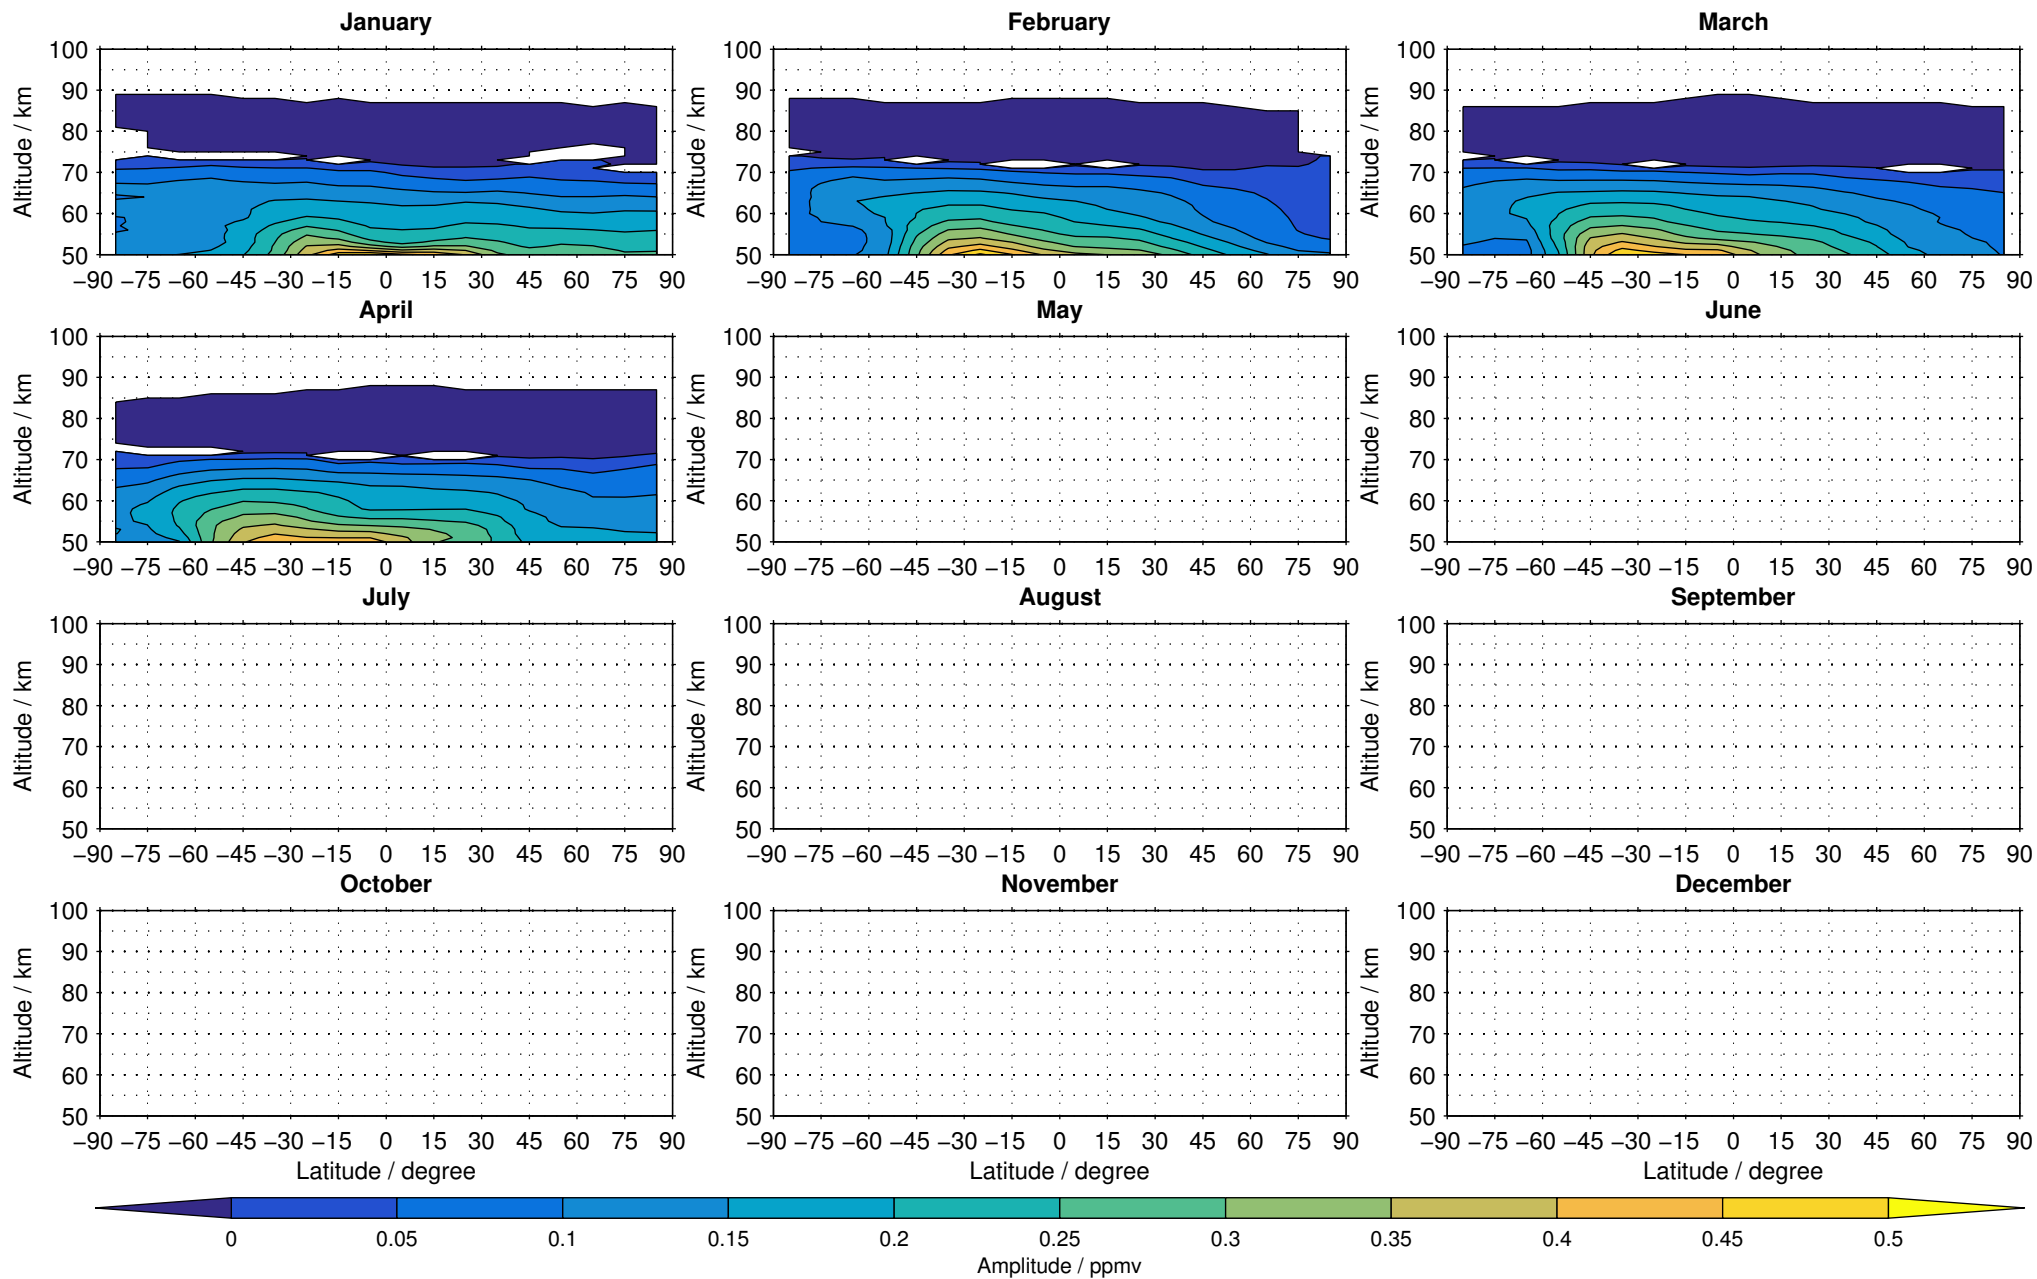 January February March
100 100 100
90 90 90
80 80 80
70 70 70
60 60 60
50 50 50
Altitude / km Altitude / km Altitude / km
−90 −75 −60 −45 −30 −15 0 15 30 45 60 75 90 −90 −75 −60 −45 −30 −15 0 15 30 45 60 75 90 −90 −75 −60 −45 −30 −15 0 15 30 45 60 75 90
April May June
100 100 100
90 90 90
80 80 80
70 70 70
60 60 60
50 50 50
Altitude / km Altitude / km Altitude / km
−90 −75 −60 −45 −30 −15 0 15 30 45 60 75 90 −90 −75 −60 −45 −30 −15 0 15 30 45 60 75 90 −90 −75 −60 −45 −30 −15 0 15 30 45 60 75 90
July August September
100 100 100
90 90 90
80 80 80
70 70 70
60 60 60
50 50 50
Altitude / km Altitude / km Altitude / km
−90 −75 −60 −45 −30 −15 0 15 30 45 60 75 90 −90 −75 −60 −45 −30 −15 0 15 30 45 60 75 90 −90 −75 −60 −45 −30 −15 0 15 30 45 60 75 90
October November December
100 100 100
90 90 90
80 80 80
70 70 70
60 60 60
50 50 50
Altitude / km Altitude / km Altitude / km
−90 −75 −60 −45 −30 −15 0 15 30 45 60 75 90 −90 −75 −60 −45 −30 −15 0 15 30 45 60 75 90 −90 −75 −60 −45 −30 −15 0 15 30 45 60 75 90
Latitude / degree Latitude / degree Latitude / degree
0 0.05 0.1 0.15 0.2 0.25 0.3 0.35 0.4 0.45 0.5
Amplitude / ppmv